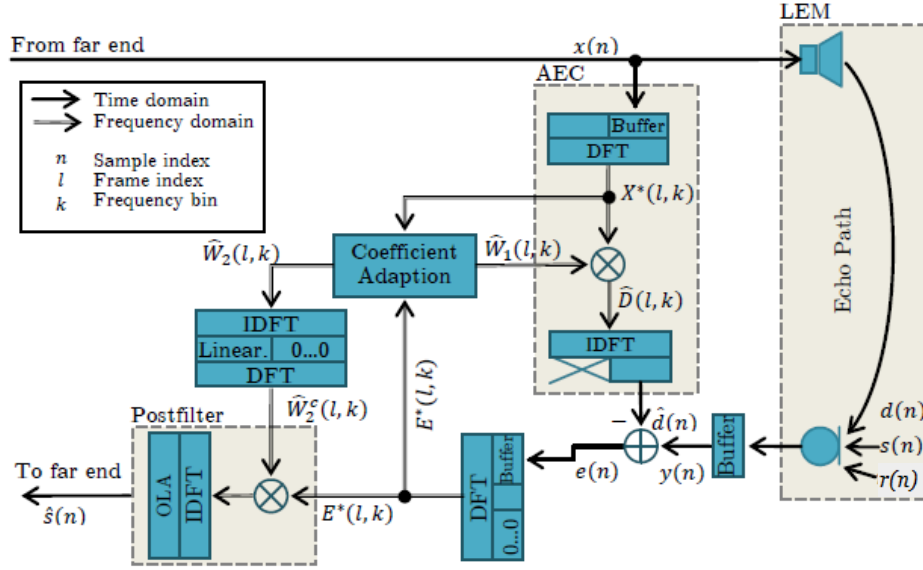 LEM
From far end
x(n)
AEC
Time domain
Frequency domain
n Sample index
l Frame index
k Frequency bin
Buffer
DFT
X*(l, k)
Ŵ₂(l, k)
Coefficient
Adaption
Ŵ₁(l, k)
D̂(l, k)
Echo Path
IDFT
Linear. 0...0
DFT
IDFT
E*(l, k)
Ŵ₂ᶜ(l, k)
Postfilter
− d̂(n)
d(n)
s(n)
r(n)
To far end
ŝ(n)
OLA
IDFT
E*(l, k)
DFT
Buffer
0...0
e(n)
y(n)
Buffer